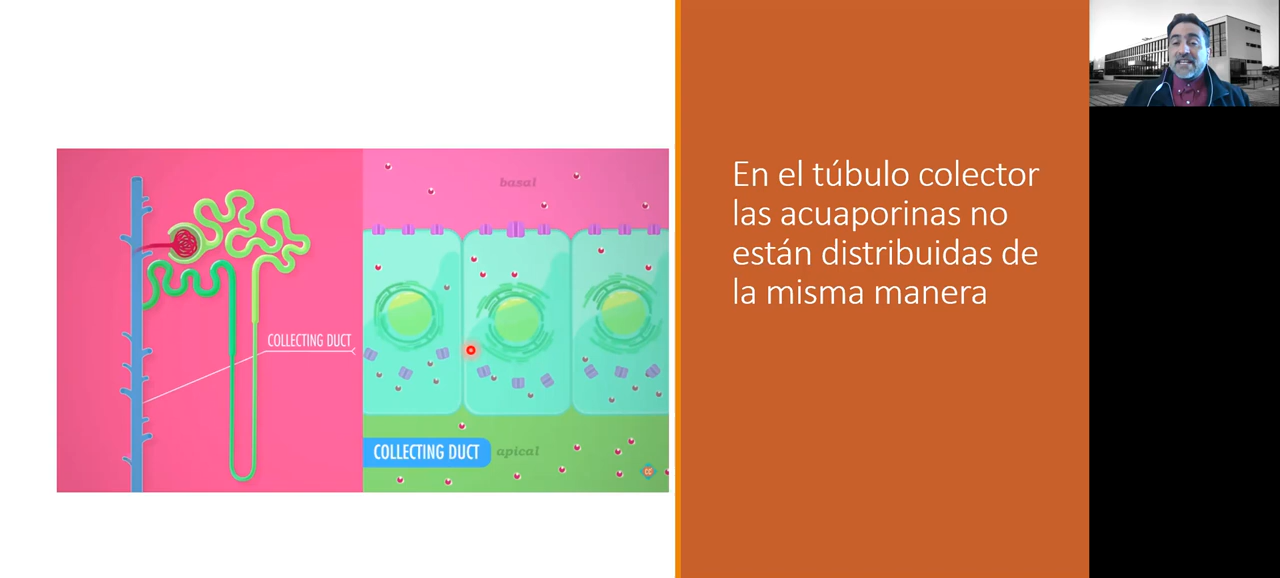 basal
COLLECTING DUCT
COLLECTING DUCT
apical
CC
En el túbulo colector
las acuaporinas no
están distribuidas de
la misma manera